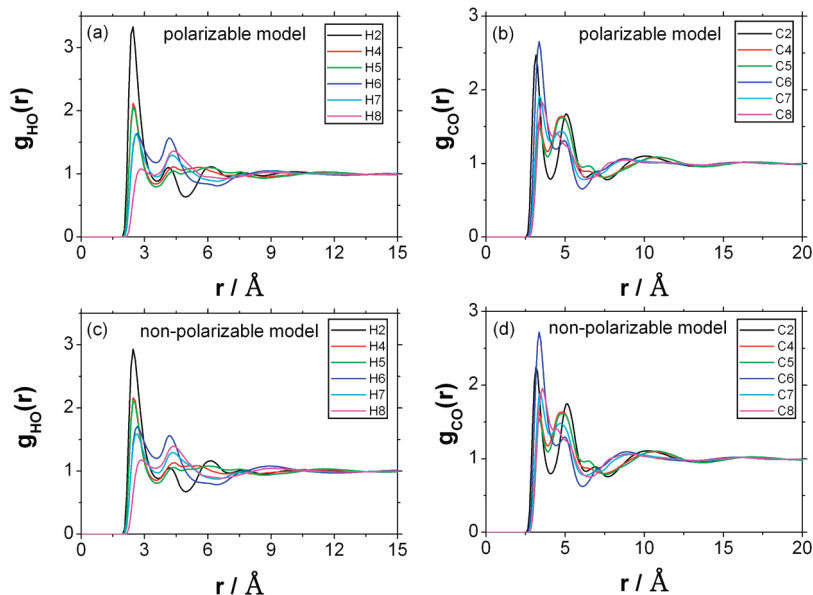 (a)
polarizable model
H2
H4
H5
H6
H7
H8
gHO(r)
3
2
1
0
0 3 6 9 12 15
r / Å
(b)
polarizable model
C2
C4
C5
C6
C7
C8
gCO(r)
3
2
1
0
0 5 10 15 20
r / Å
(c)
non-polarizable model
H2
H4
H5
H6
H7
H8
gHO(r)
3
2
1
0
0 3 6 9 12 15
r / Å
(d)
non-polarizable model
C2
C4
C5
C6
C7
C8
gCO(r)
3
2
1
0
0 5 10 15 20
r / Å